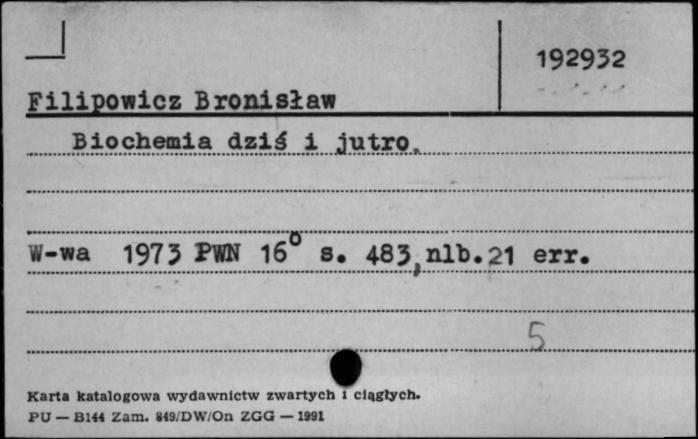 192932
Filipowicz Bronisław
Biochemia dziś i jutro.
W-wa 1973 PWN 16° s. 483, nlb. 21 err.
5
Karta katalogowa wydawnictw zwartych i ciągłych.
PU — B144 Zam. 849/DW/On ZGG — 1991